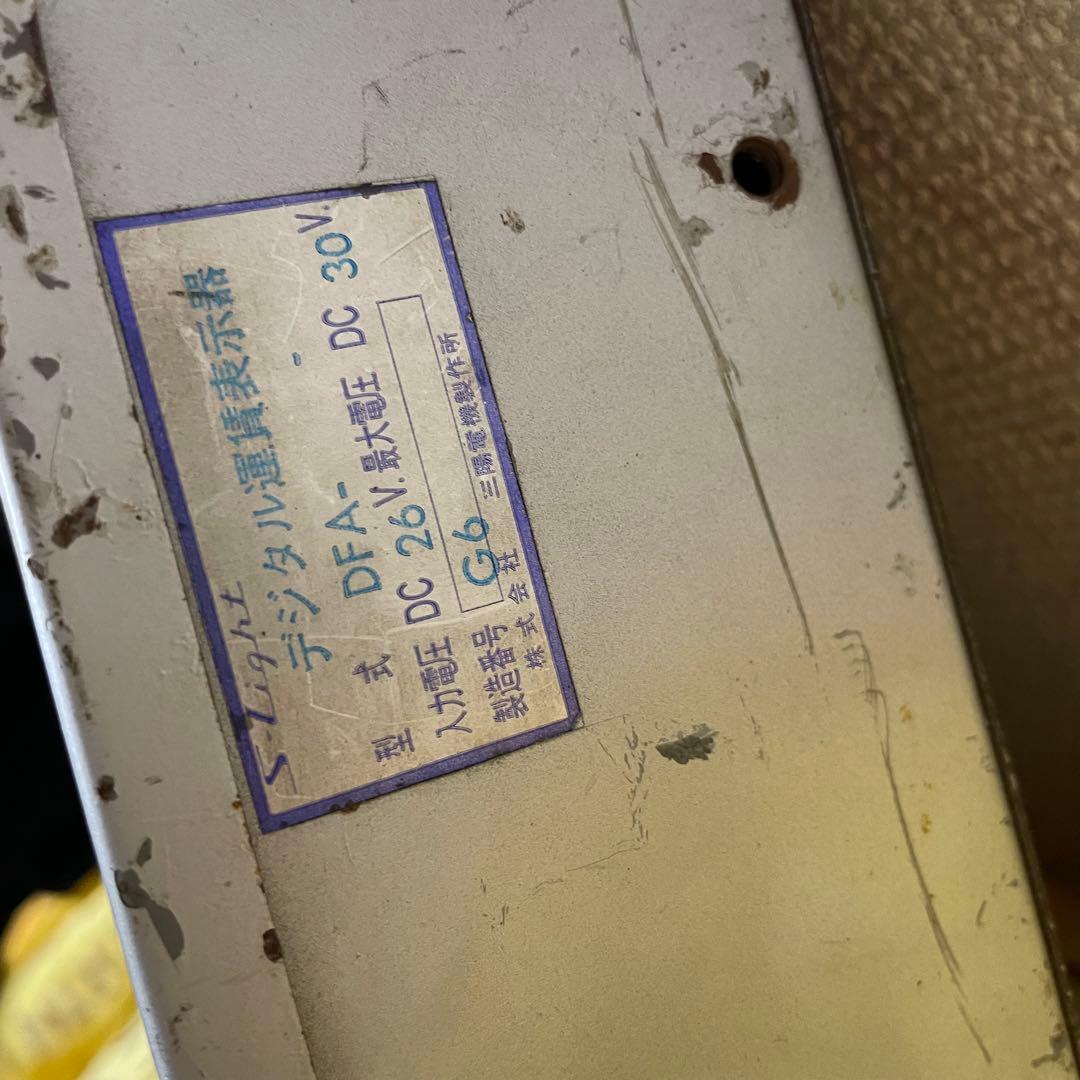 S-Light
デジタル運賃表示器
型式 DFA- -
入力電圧 DC 26V. 最大電圧 DC 30V.
製造番号 G6
株式会社 三陽電機製作所